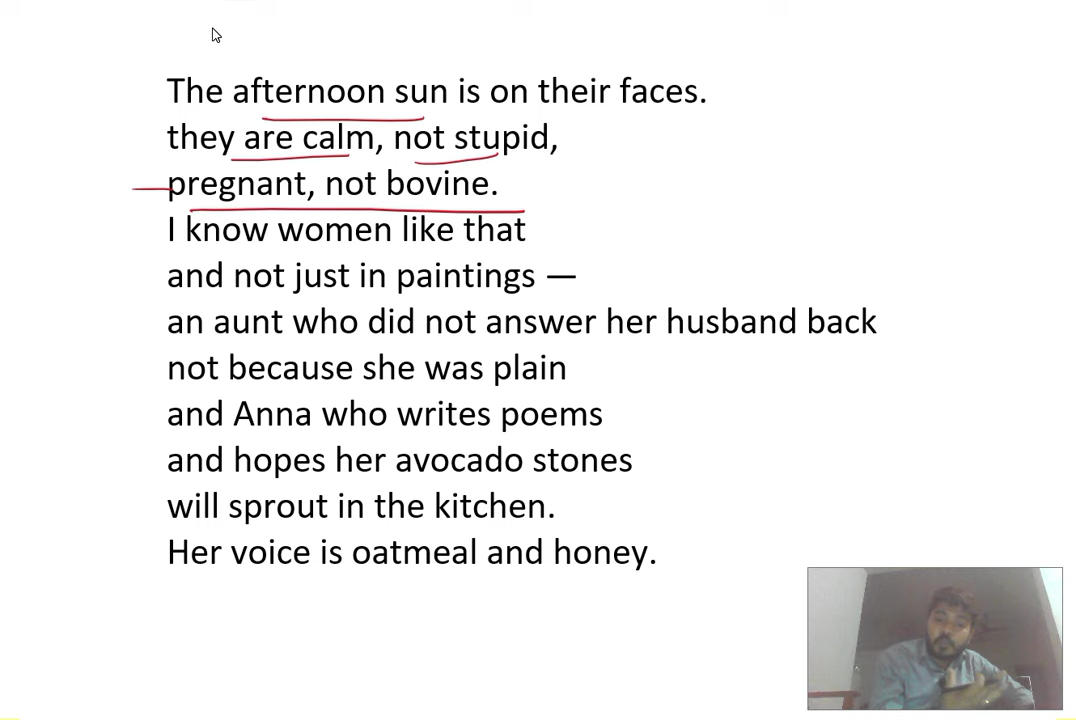 The afternoon sun is on their faces.
they are calm, not stupid,
pregnant, not bovine.
I know women like that
and not just in paintings —
an aunt who did not answer her husband back
not because she was plain
and Anna who writes poems
and hopes her avocado stones
will sprout in the kitchen.
Her voice is oatmeal and honey.